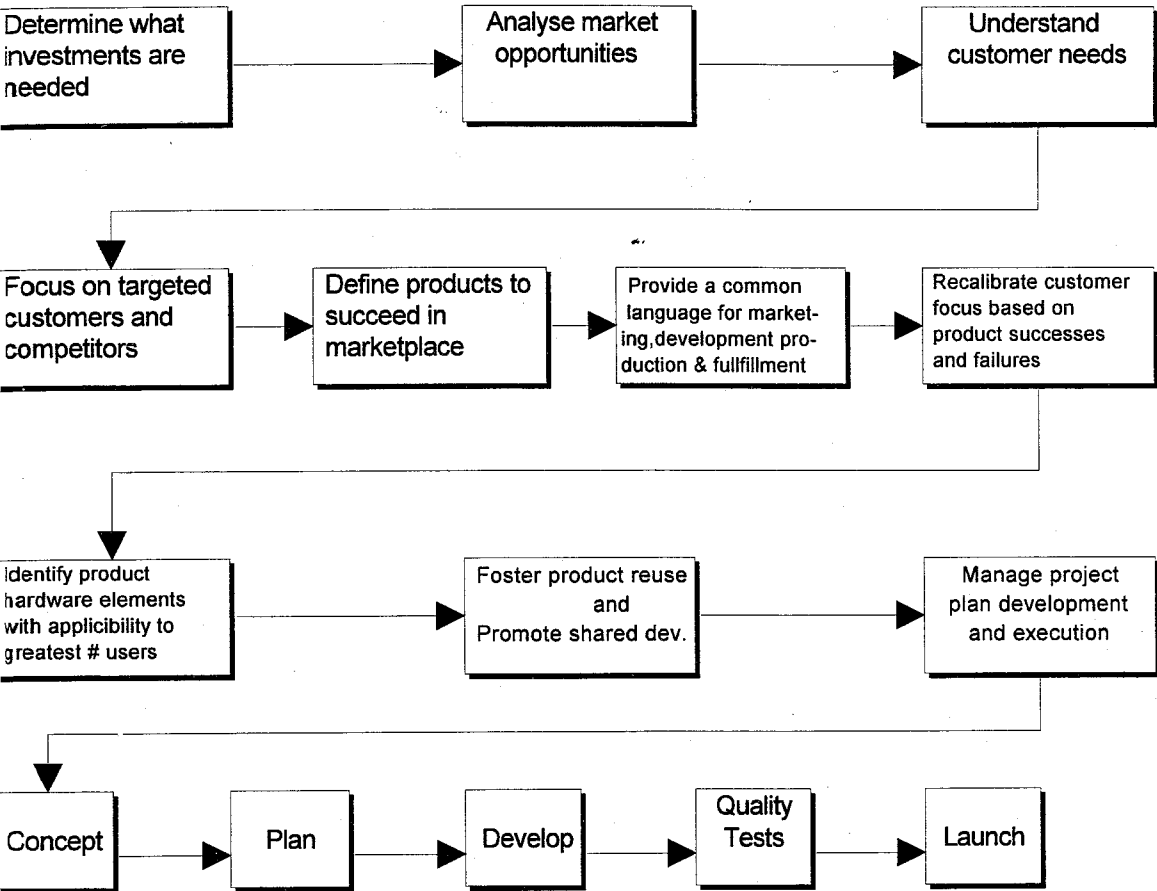 Determine what
investments are
needed
Analyse market
opportunities
Understand
customer needs
Focus on targeted
customers and
competitors
Define products to
succeed in
marketplace
Provide a common
language for market-
ing,development pro-
duction & fullfillment
Recalibrate customer
focus based on
product successes
and failures
identify product
hardware elements
with applicibility to
greatest # users
Foster product reuse
and
Promote shared dev.
Manage project
plan development
and execution
Concept
Plan
Develop
Quality
Tests
Launch